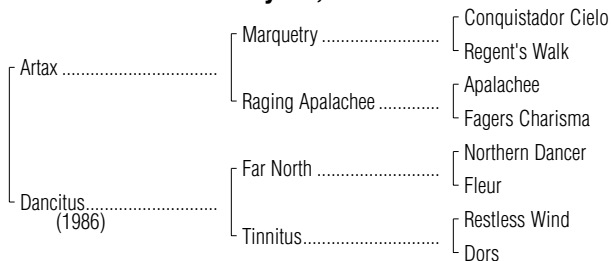 Conquistador Cielo
Marquetry
Regent's Walk
Artax
Apalachee
Raging Apalachee
Fagers Charisma
Northern Dancer
Far North
Fleur
Dancitus
(1986)
Restless Wind
Tinnitus
Dors